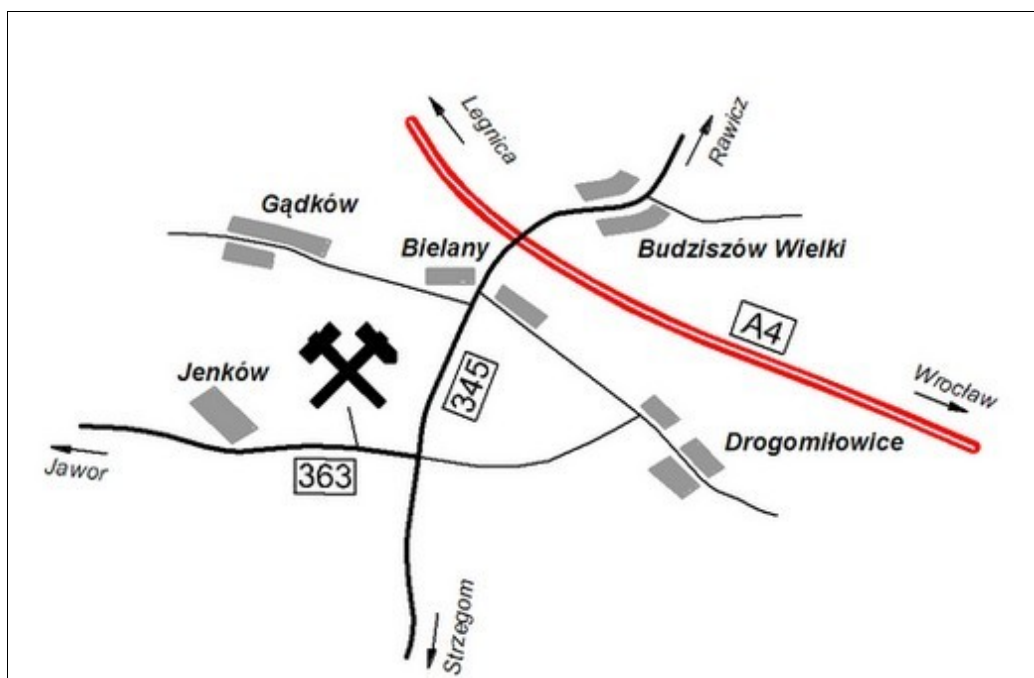 Legnica
Rawicz
Gądków
Bielany
Budziszów Wielki
A4
Jenków
345
Wrocław
Drogomiłowice
Jawor
363
Strzegom